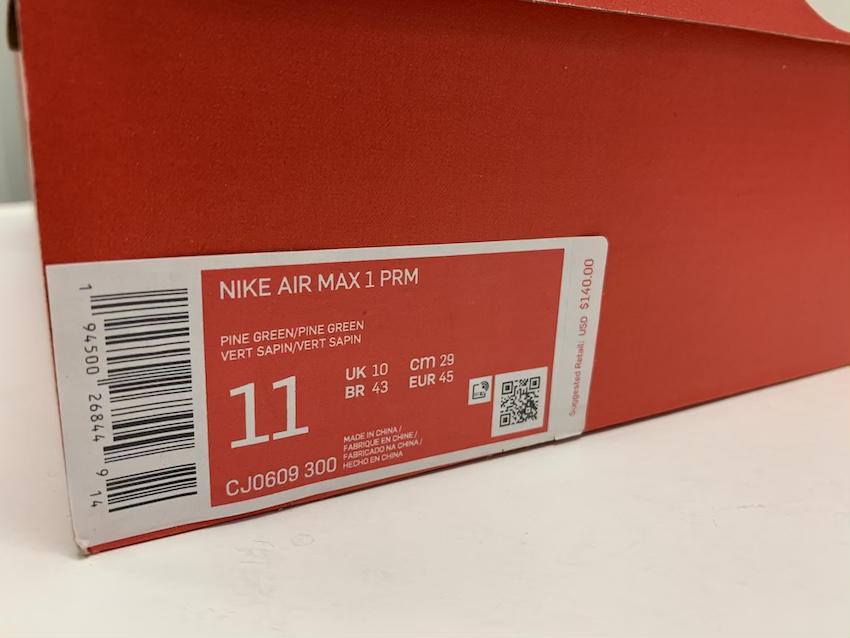 NIKE AIR MAX 1 PRM
PINE GREEN/PINE GREEN
VERT SAPIN/VERT SAPIN
11
UK 10
BR 43
cm 29
EUR 45
CJ0609 300
MADE IN CHINA /
FABRIQUE EN CHINE /
FABRICADO NA CHINA /
HECHO EN CHINA
1 94500 26844 9 14
Suggested Retail: USD $140.00